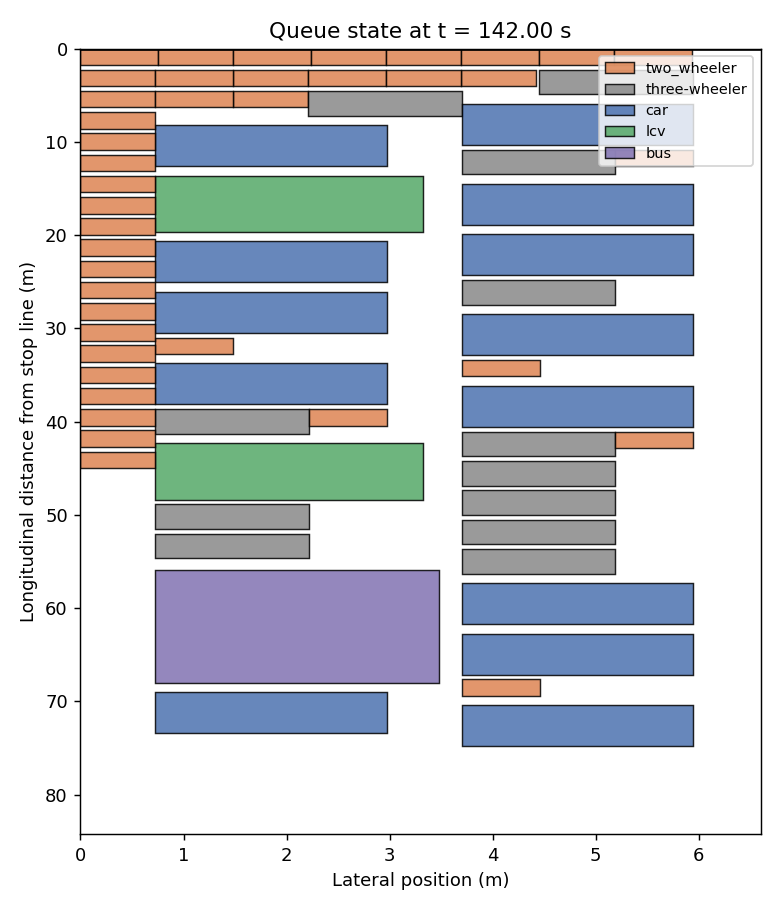 Queue state at t = 142.00 s
0
10
20
30
40
50
60
70
80
Longitudinal distance from stop line (m)
two_wheeler
three-wheeler
car
lcv
bus
0
1
2
3
4
5
6
Lateral position (m)